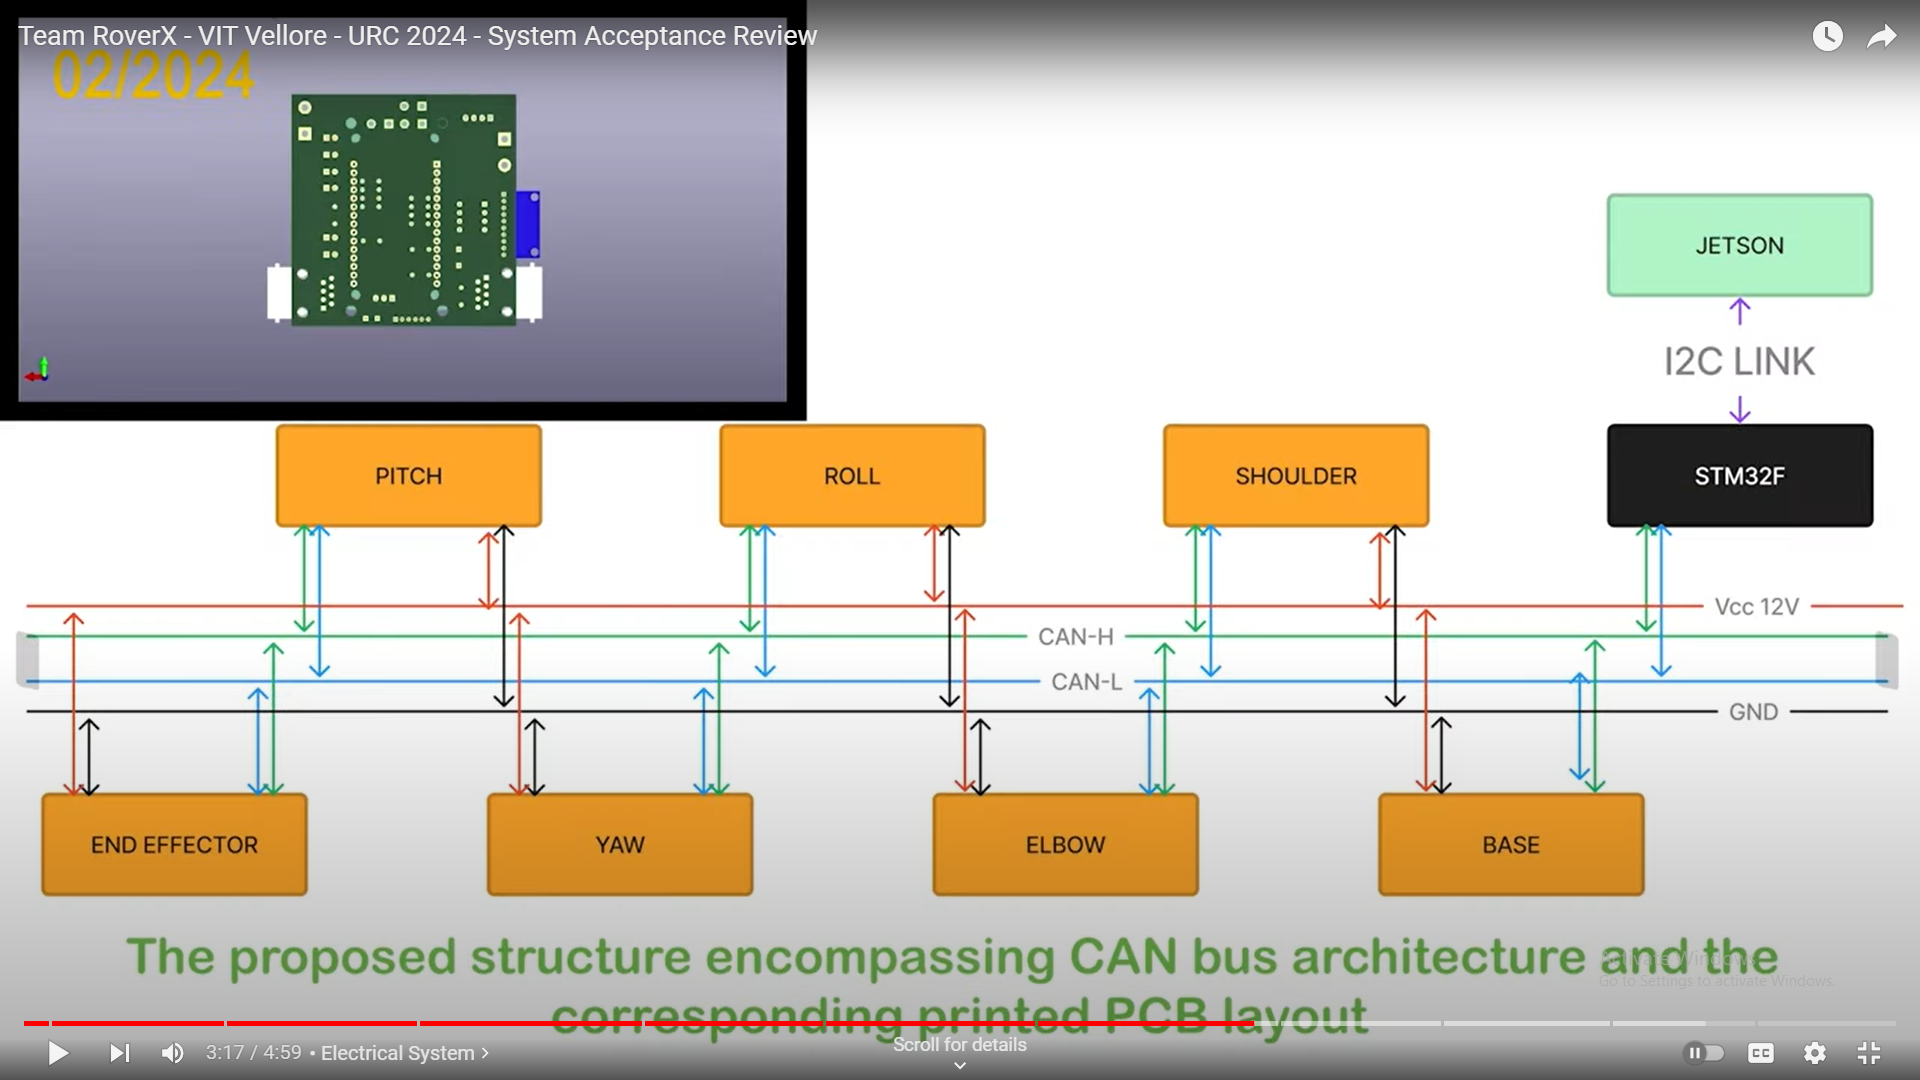 Team RoverX - VIT Vellore - URC 2024 - System Acceptance Review
02/2024
JETSON
I2C LINK
PITCH
ROLL
SHOULDER
STM32F
Vcc 12V
CAN-H
CAN-L
GND
END EFFECTOR
YAW
ELBOW
BASE
The proposed structure encompassing CAN bus architecture and the
corresponding printed PCB layout
Activate Windows
Go to Settings to activate Windows.
3:17 / 4:59 • Electrical System >
Scroll for details
CC